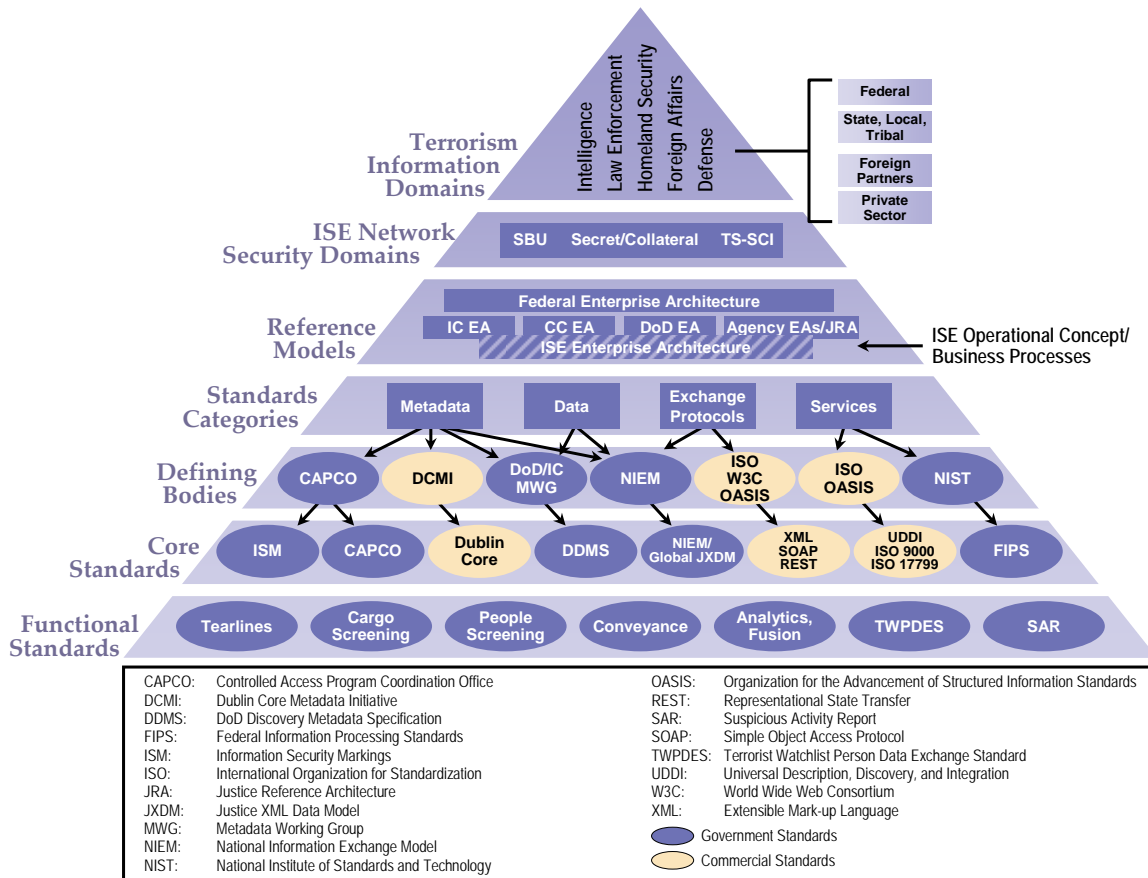 Terrorism
Information
Domains
Intelligence
Law Enforcement
Homeland Security
Foreign Affairs
Defense
Federal
State, Local,
Tribal
Foreign
Partners
Private
Sector
ISE Network
Security Domains
SBU Secret/Collateral TS-SCI
Reference
Models
Federal Enterprise Architecture
IC EA CC EA DoD EA Agency EAs/JRA
ISE Enterprise Architecture
ISE Operational Concept/
Business Processes
Standards
Categories
Metadata
Data
Exchange
Protocols
Services
Defining
Bodies
CAPCO
DCMI
DoD/IC
MWG
NIEM
ISO
W3C
OASIS
ISO
OASIS
NIST
Core
Standards
ISM
CAPCO
Dublin
Core
DDMS
NIEM/
Global JXDM
XML
SOAP
REST
UDDI
ISO 9000
ISO 17799
FIPS
Functional
Standards
Tearlines
Cargo
Screening
People
Screening
Conveyance
Analytics,
Fusion
TWPDES
SAR
CAPCO: Controlled Access Program Coordination Office
DCMI: Dublin Core Metadata Initiative
DDMS: DoD Discovery Metadata Specification
FIPS: Federal Information Processing Standards
ISM: Information Security Markings
ISO: International Organization for Standardization
JRA: Justice Reference Architecture
JXDM: Justice XML Data Model
MWG: Metadata Working Group
NIEM: National Information Exchange Model
NIST: National Institute of Standards and Technology
OASIS: Organization for the Advancement of Structured Information Standards
REST: Representational State Transfer
SAR: Suspicious Activity Report
SOAP: Simple Object Access Protocol
TWPDES: Terrorist Watchlist Person Data Exchange Standard
UDDI: Universal Description, Discovery, and Integration
W3C: World Wide Web Consortium
XML: Extensible Mark-up Language
Government Standards
Commercial Standards